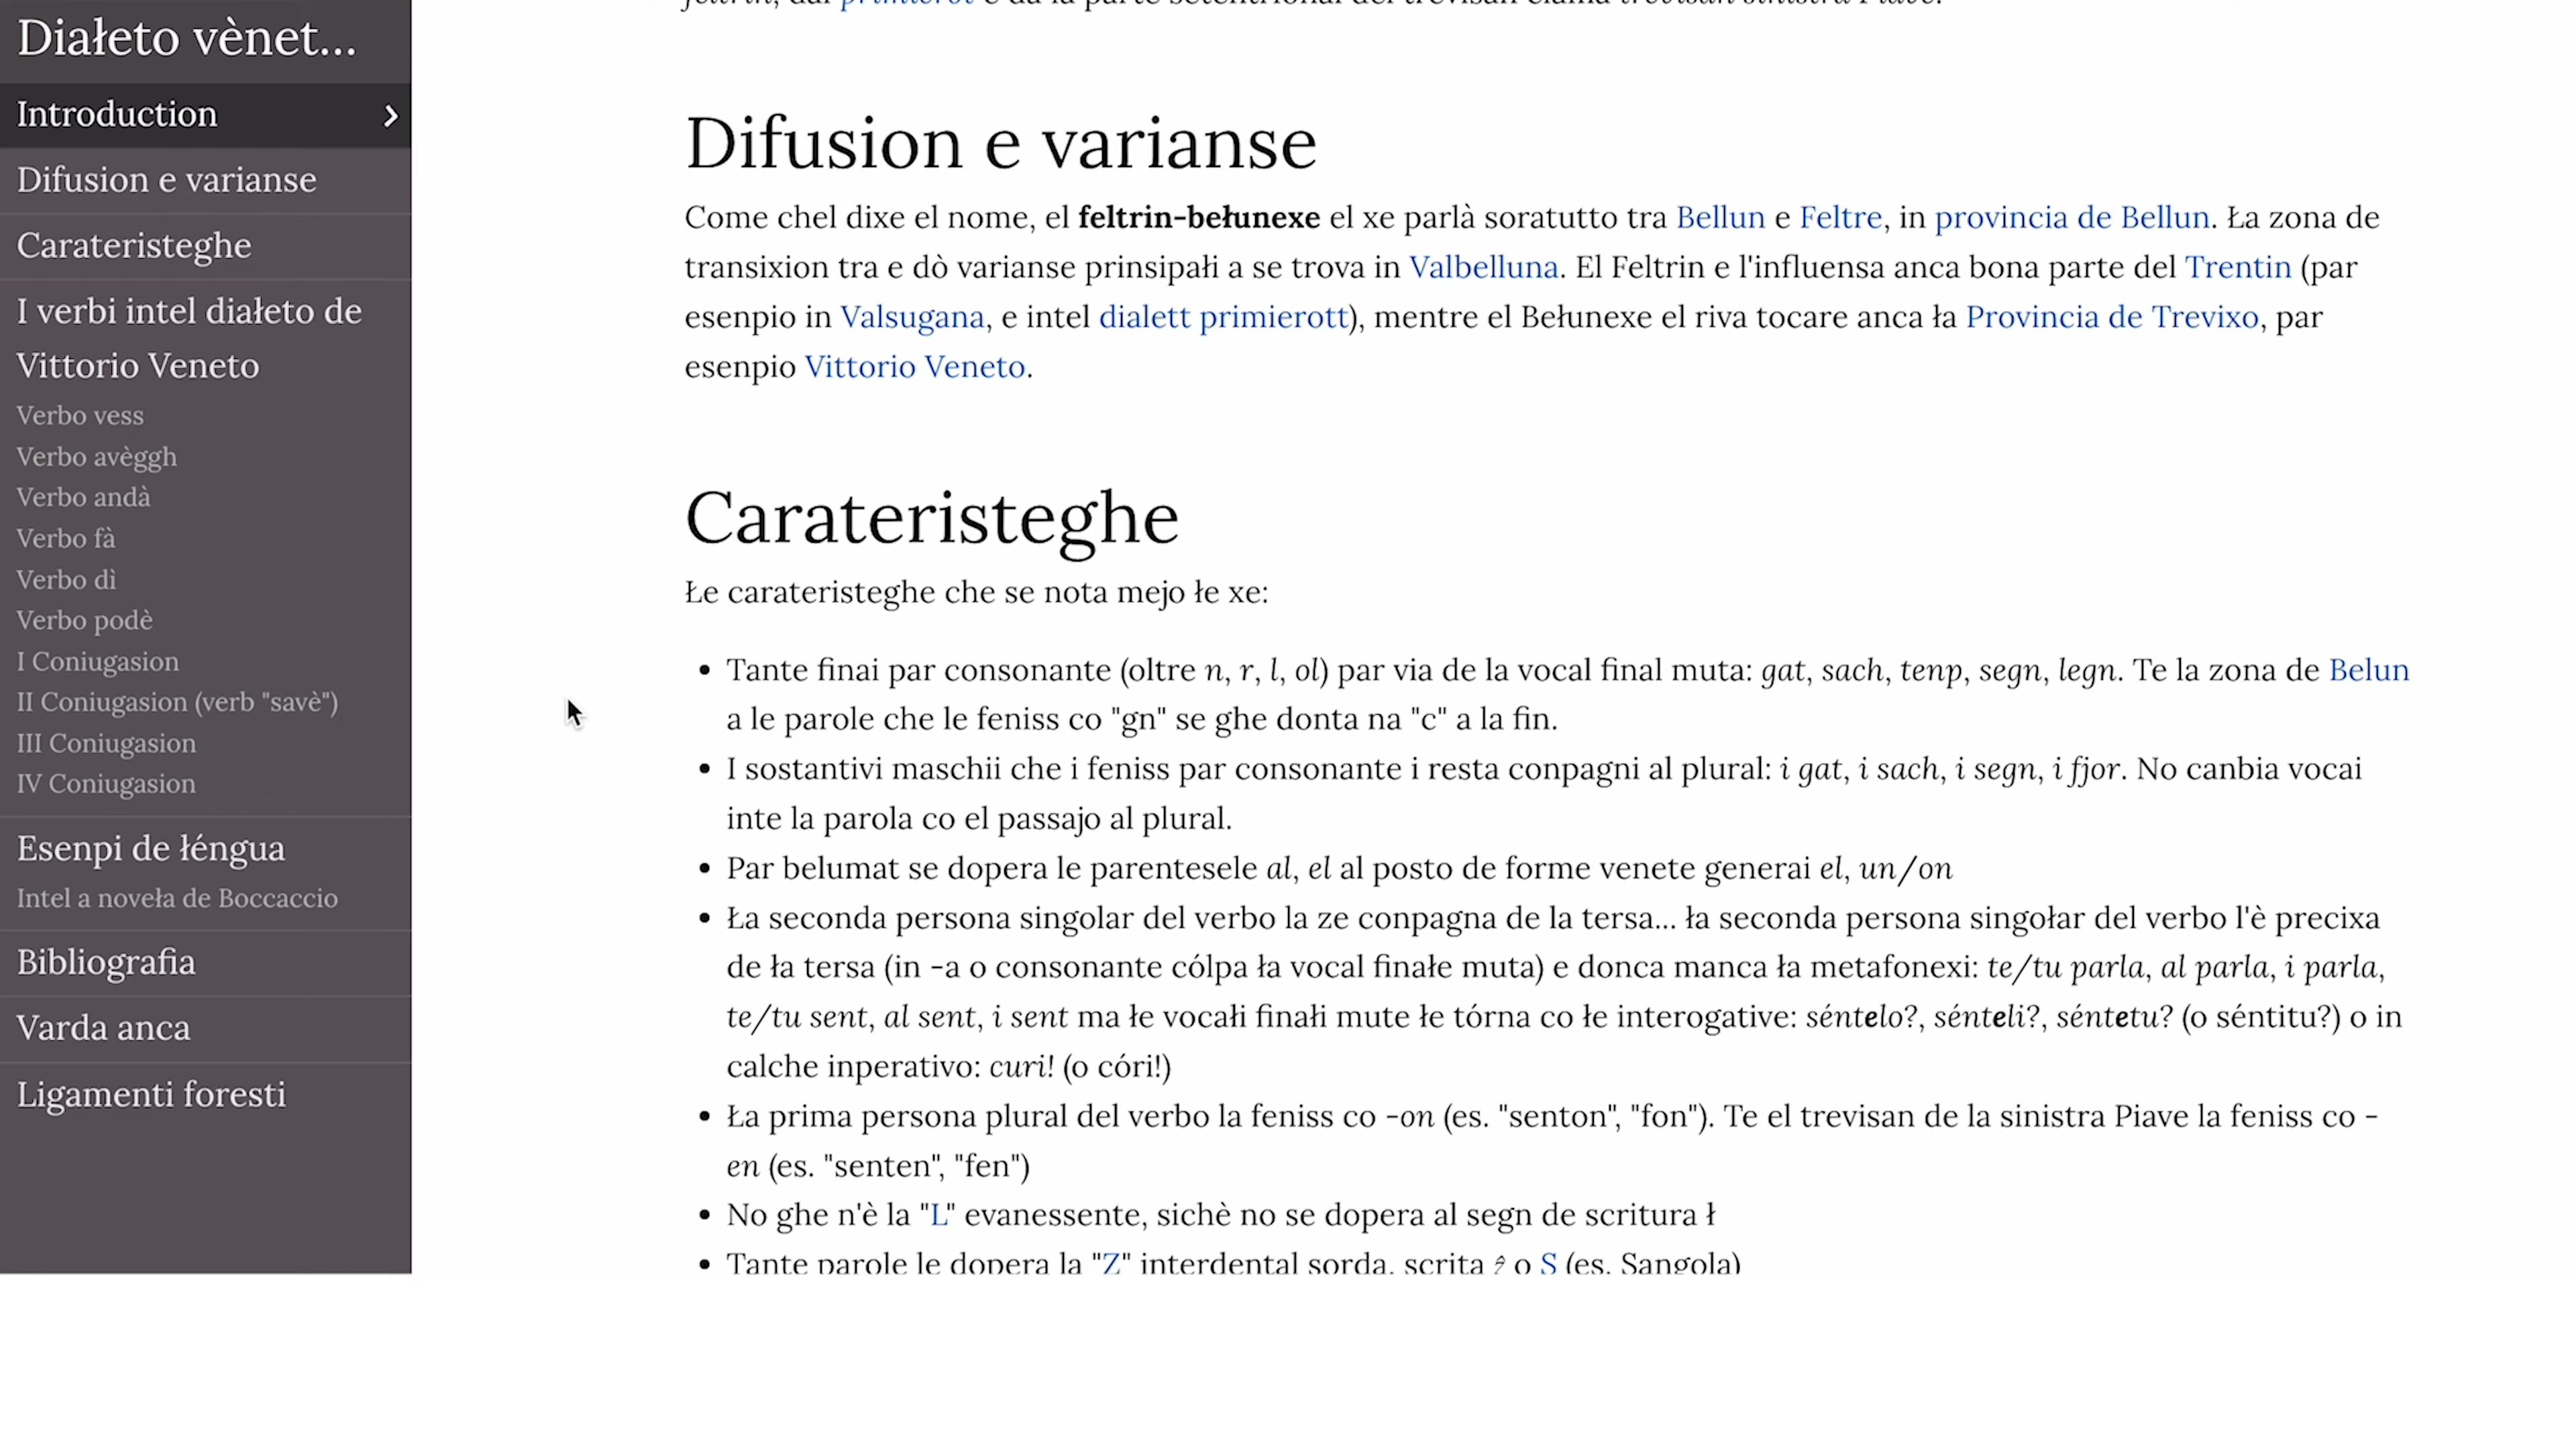 Diałeto vènet...
Introduction
Difusion e varianse
Carateristeghe
I verbi intel diałeto de
Vittorio Veneto
Verbo vess
Verbo avèggh
Verbo andà
Verbo fà
Verbo dì
Verbo podè
I Coniugasion
II Coniugasion (verb "savè")
III Coniugasion
IV Coniugasion
Esenpi de łéngua
Intel a noveła de Boccaccio
Bibliografia
Varda anca
Ligamenti foresti
Difusion e varianse
Come chel dixe el nome, el feltrin-bełunexe el xe parlà soratutto tra Bellun e Feltre, in provincia de Bellun. Ła zona de
transixion tra e dò varianse prinsipałi a se trova in Valbelluna. El Feltrin e l'influensa anca bona parte del Trentin (par
esenpio in Valsugana, e intel dialett primierott), mentre el Bełunexe el riva tocare anca ła Provincia de Trevixo, par
esenpio Vittorio Veneto.
Carateristeghe
Łe carateristeghe che se nota mejo łe xe:
• Tante finai par consonante (oltre n, r, l, ol) par via de la vocal final muta: gat, sach, tenp, segn, legn. Te la zona de Belun
a le parole che le feniss co "gn" se ghe donta na "c" a la fin.
• I sostantivi maschii che i feniss par consonante i resta conpagni al plural: i gat, i sach, i segn, i fjor. No canbia vocai
inte la parola co el passajo al plural.
• Par belumat se dopera le parentesele al, el al posto de forme venete generai el, un/on
• Ła seconda persona singolar del verbo la ze conpagna de la tersa... ła seconda persona singołar del verbo l'è precixa
de ła tersa (in -a o consonante cólpa ła vocal finałe muta) e donca manca ła metafonexi: te/tu parla, al parla, i parla,
te/tu sent, al sent, i sent ma łe vocałi finałi mute łe tórna co łe interogative: séntelo?, sénteli?, séntetu? (o séntitu?) o in
calche inperativo: curi! (o córi!)
• Ła prima persona plural del verbo la feniss co -on (es. "senton", "fon"). Te el trevisan de la sinistra Piave la feniss co -
en (es. "senten", "fen")
• No ghe n'è la "L" evanessente, sichè no se dopera al segn de scritura ł
• Tante parole le dopera la "Z" interdental sorda, scrita o S (es. Sangola)